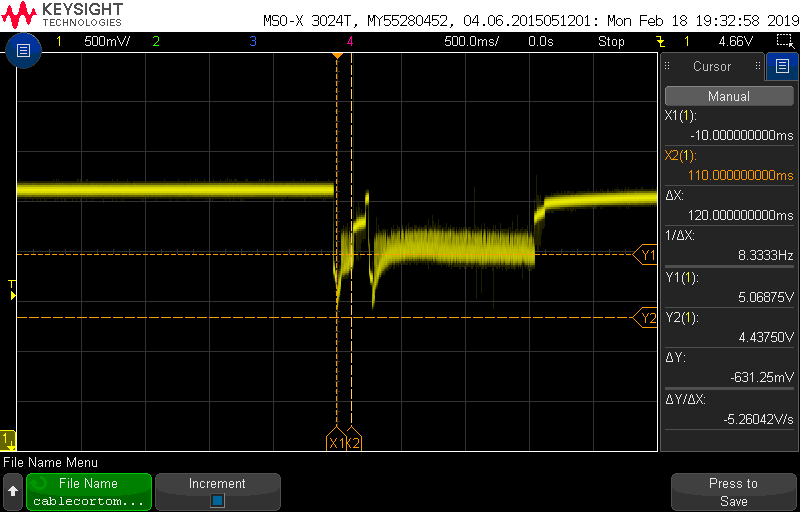 KEYSIGHT
TECHNOLOGIES
MSO-X 3024T, MY55280452, 04.06.2015051201: Mon Feb 18 19:32:58 2019
1 500mV/ 2 3 4 500.0ms/ 0.0s Stop 1 4.66V
Cursor
Manual
X1(1):
-10.000000000ms
X2(1):
110.000000000ms
ΔX:
120.000000000ms
1/ΔX:
8.3333Hz
Y1(1):
5.06875V
Y2(1):
4.43750V
ΔY:
-631.25mV
ΔY/ΔX:
-5.26042V/s
Y1
T
Y2
1
X1 X2
File Name Menu
File Name
cablecortom...
Increment
Press to
Save